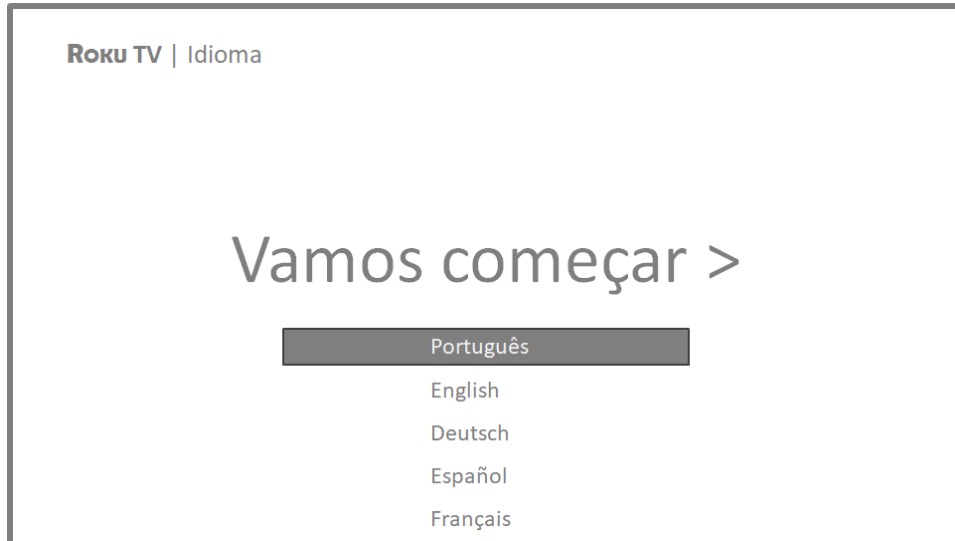 ROKU TV | Idioma
Vamos começar >
Português
English
Deutsch
Español
Français